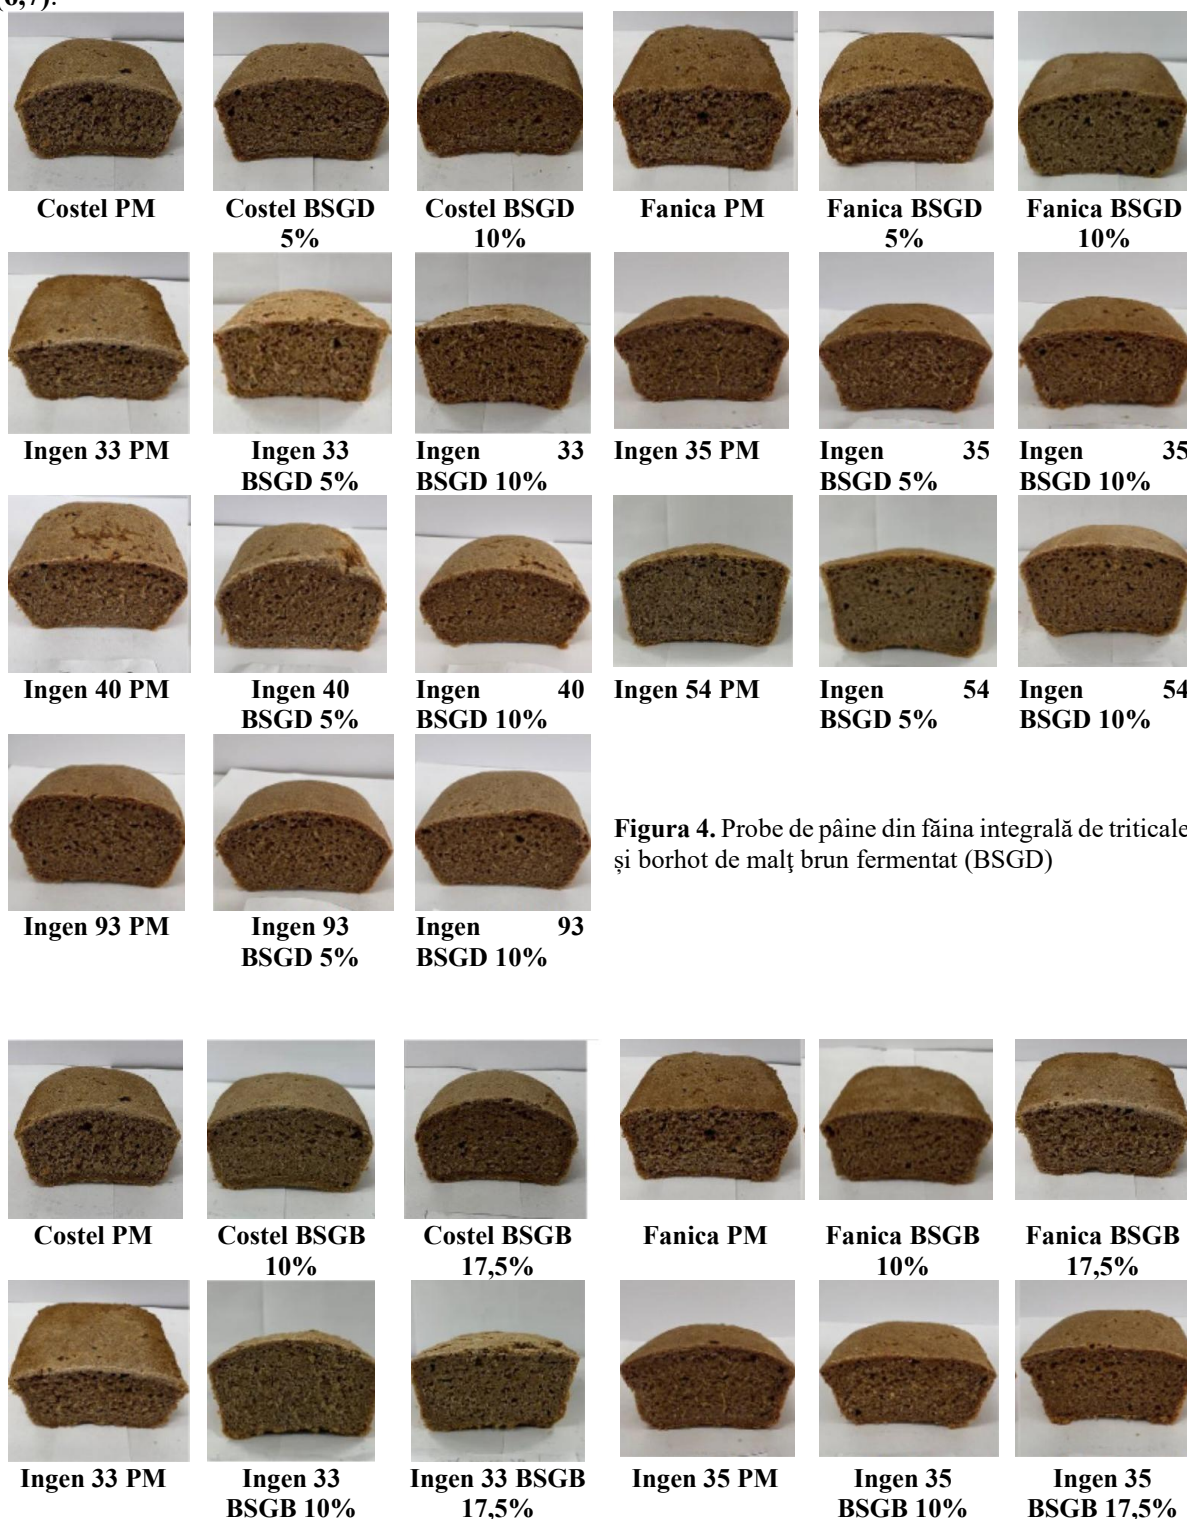 (6,7).
Costel PM
Costel BSGD
5%
Costel BSGD
10%
Fanica PM
Fanica BSGD
5%
Fanica BSGD
10%
Ingen 33 PM
Ingen 33
BSGD 5%
Ingen 33
BSGD 10%
Ingen 35 PM
Ingen 35
BSGD 5%
Ingen 35
BSGD 10%
Ingen 40 PM
Ingen 40
BSGD 5%
Ingen 40
BSGD 10%
Ingen 54 PM
Ingen 54
BSGD 5%
Ingen 54
BSGD 10%
Ingen 93 PM
Ingen 93
BSGD 5%
Ingen 93
BSGD 10%
Figura 4. Probe de pâine din făina integrală de triticale
și borhot de malţ brun fermentat (BSGD)
Costel PM
Costel BSGB
10%
Costel BSGB
17,5%
Fanica PM
Fanica BSGB
10%
Fanica BSGB
17,5%
Ingen 33 PM
Ingen 33
BSGB 10%
Ingen 33 BSGB
17,5%
Ingen 35 PM
Ingen 35
BSGB 10%
Ingen 35
BSGB 17,5%